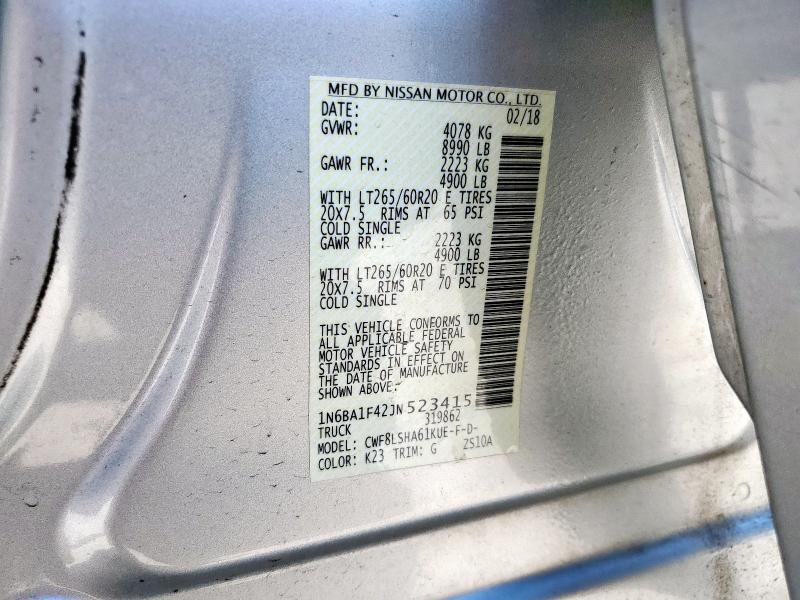 MFD BY NISSAN MOTOR CO., LTD.
DATE: 02/18
GVWR: 4078 KG
8990 LB
GAWR FR.: 2223 KG
4900 LB
WITH LT265/60R20 E TIRES
20X7.5 RIMS AT 65 PSI
COLD SINGLE
GAWR RR.: 2223 KG
4900 LB
WITH LT265/60R20 E TIRES
20X7.5 RIMS AT 70 PSI
COLD SINGLE
THIS VEHICLE CONFORMS TO
ALL APPLICABLE FEDERAL
MOTOR VEHICLE SAFETY
STANDARDS IN EFFECT ON
THE DATE OF MANUFACTURE
SHOWN ABOVE.
1N6BA1F42JN523415
TRUCK 319862
MODEL: CWF8LSHA61KUE-F-D-
COLOR: K23 TRIM: G ZS10A